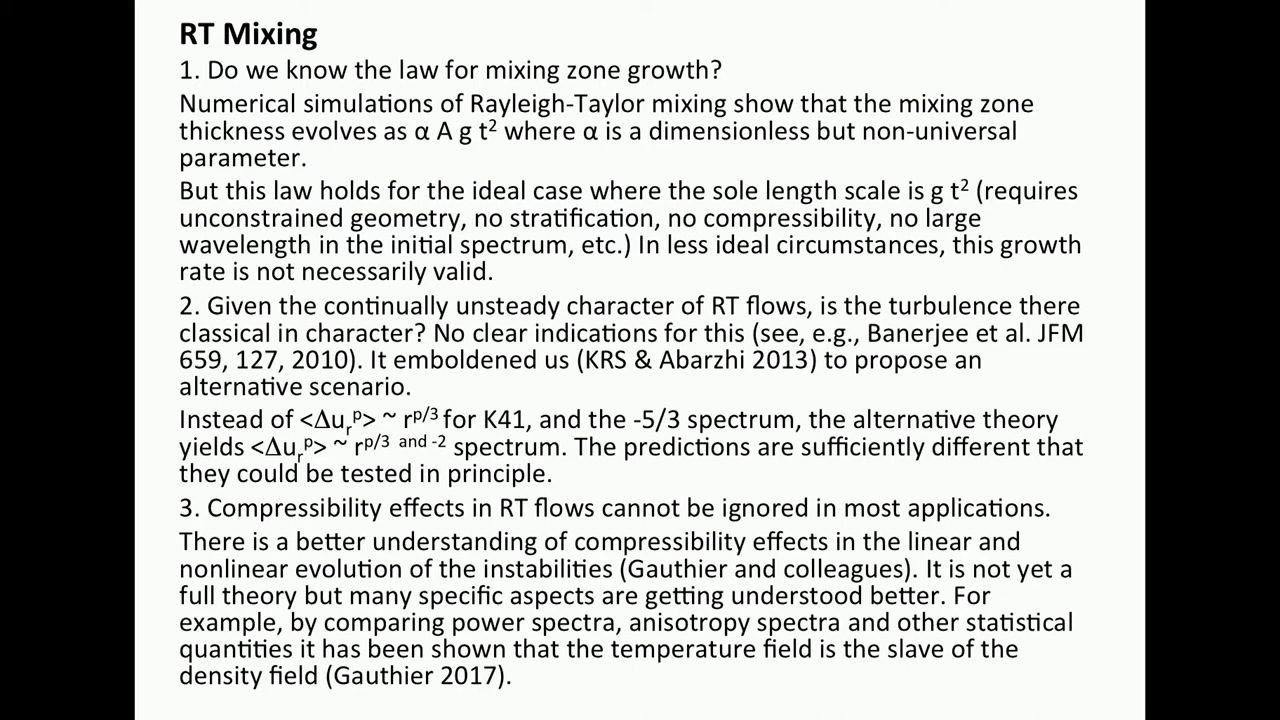 RT Mixing
1. Do we know the law for mixing zone growth?
Numerical simulations of Rayleigh-Taylor mixing show that the mixing zone
thickness evolves as α A g t² where α is a dimensionless but non-universal
parameter.
But this law holds for the ideal case where the sole length scale is g t² (requires
unconstrained geometry, no stratification, no compressibility, no large
wavelength in the initial spectrum, etc.) In less ideal circumstances, this growth
rate is not necessarily valid.
2. Given the continually unsteady character of RT flows, is the turbulence there
classical in character? No clear indications for this (see, e.g., Banerjee et al. JFM
659, 127, 2010). It emboldened us (KRS & Abarzhi 2013) to propose an
alternative scenario.
Instead of <Δuᵣᵖ> ~ r^p/3 for K41, and the -5/3 spectrum, the alternative theory
yields <Δuᵣᵖ> ~ r^p/3 and -2 spectrum. The predictions are sufficiently different that
they could be tested in principle.
3. Compressibility effects in RT flows cannot be ignored in most applications.
There is a better understanding of compressibility effects in the linear and
nonlinear evolution of the instabilities (Gauthier and colleagues). It is not yet a
full theory but many specific aspects are getting understood better. For
example, by comparing power spectra, anisotropy spectra and other statistical
quantities it has been shown that the temperature field is the slave of the
density field (Gauthier 2017).